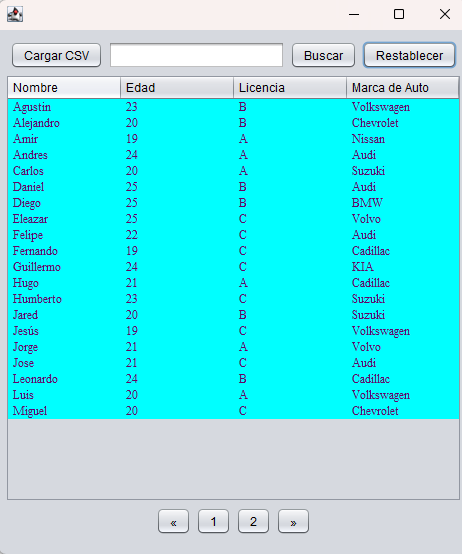 Cargar CSV Buscar Restablecer
Nombre Edad Licencia Marca de Auto
Agustin 23 B Volkswagen
Alejandro 20 B Chevrolet
Amir 19 A Nissan
Andres 24 A Audi
Carlos 20 A Suzuki
Daniel 25 B Audi
Diego 25 B BMW
Eleazar 25 C Volvo
Felipe 22 C Audi
Fernando 19 C Cadillac
Guillermo 24 C KIA
Hugo 21 A Cadillac
Humberto 23 C Suzuki
Jared 20 B Suzuki
Jesús 19 C Volkswagen
Jorge 21 A Volvo
Jose 21 C Audi
Leonardo 24 B Cadillac
Luis 20 A Volkswagen
Miguel 20 C Chevrolet
« 1 2 »